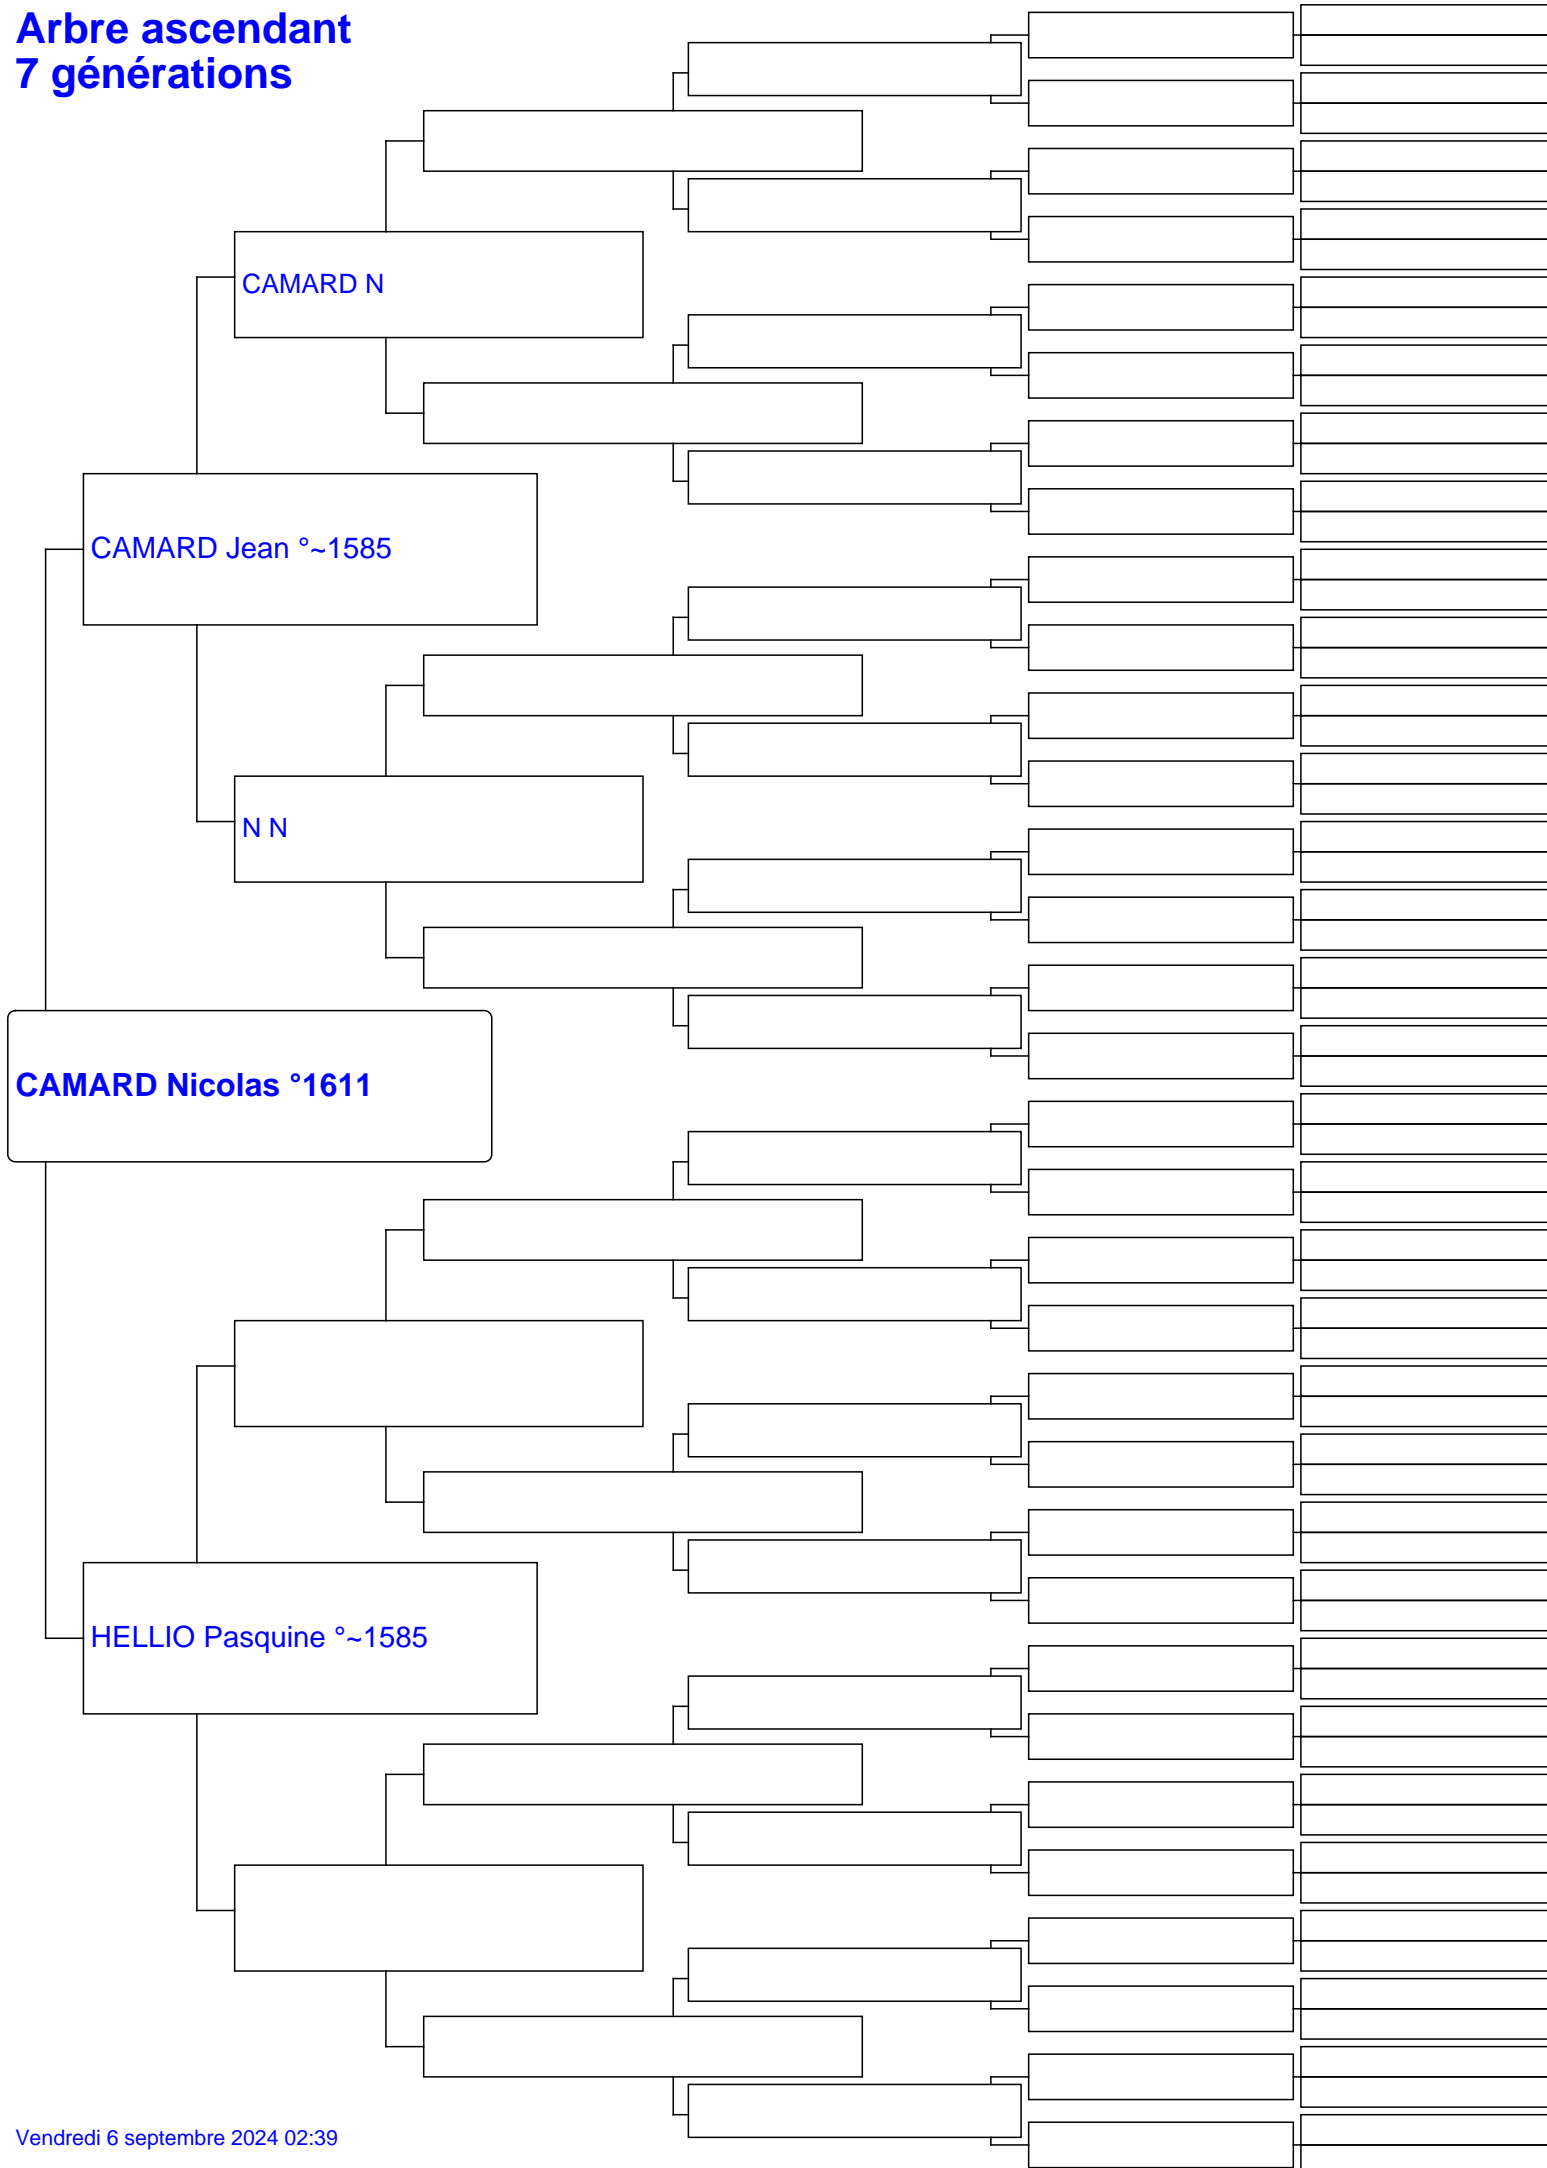 Arbre ascendant
7 générations
CAMARD N
CAMARD Jean °~1585
N N
CAMARD Nicolas °1611
HELLIO Pasquine °~1585
Vendredi 6 septembre 2024 02:39